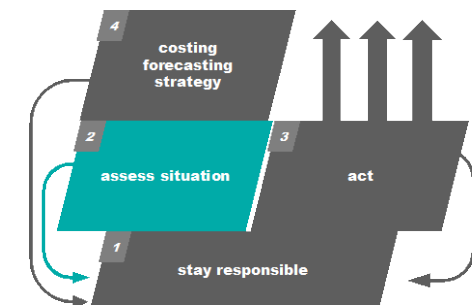 4
costing
forecasting
strategy
2
assess situation
3
act
1
stay responsible